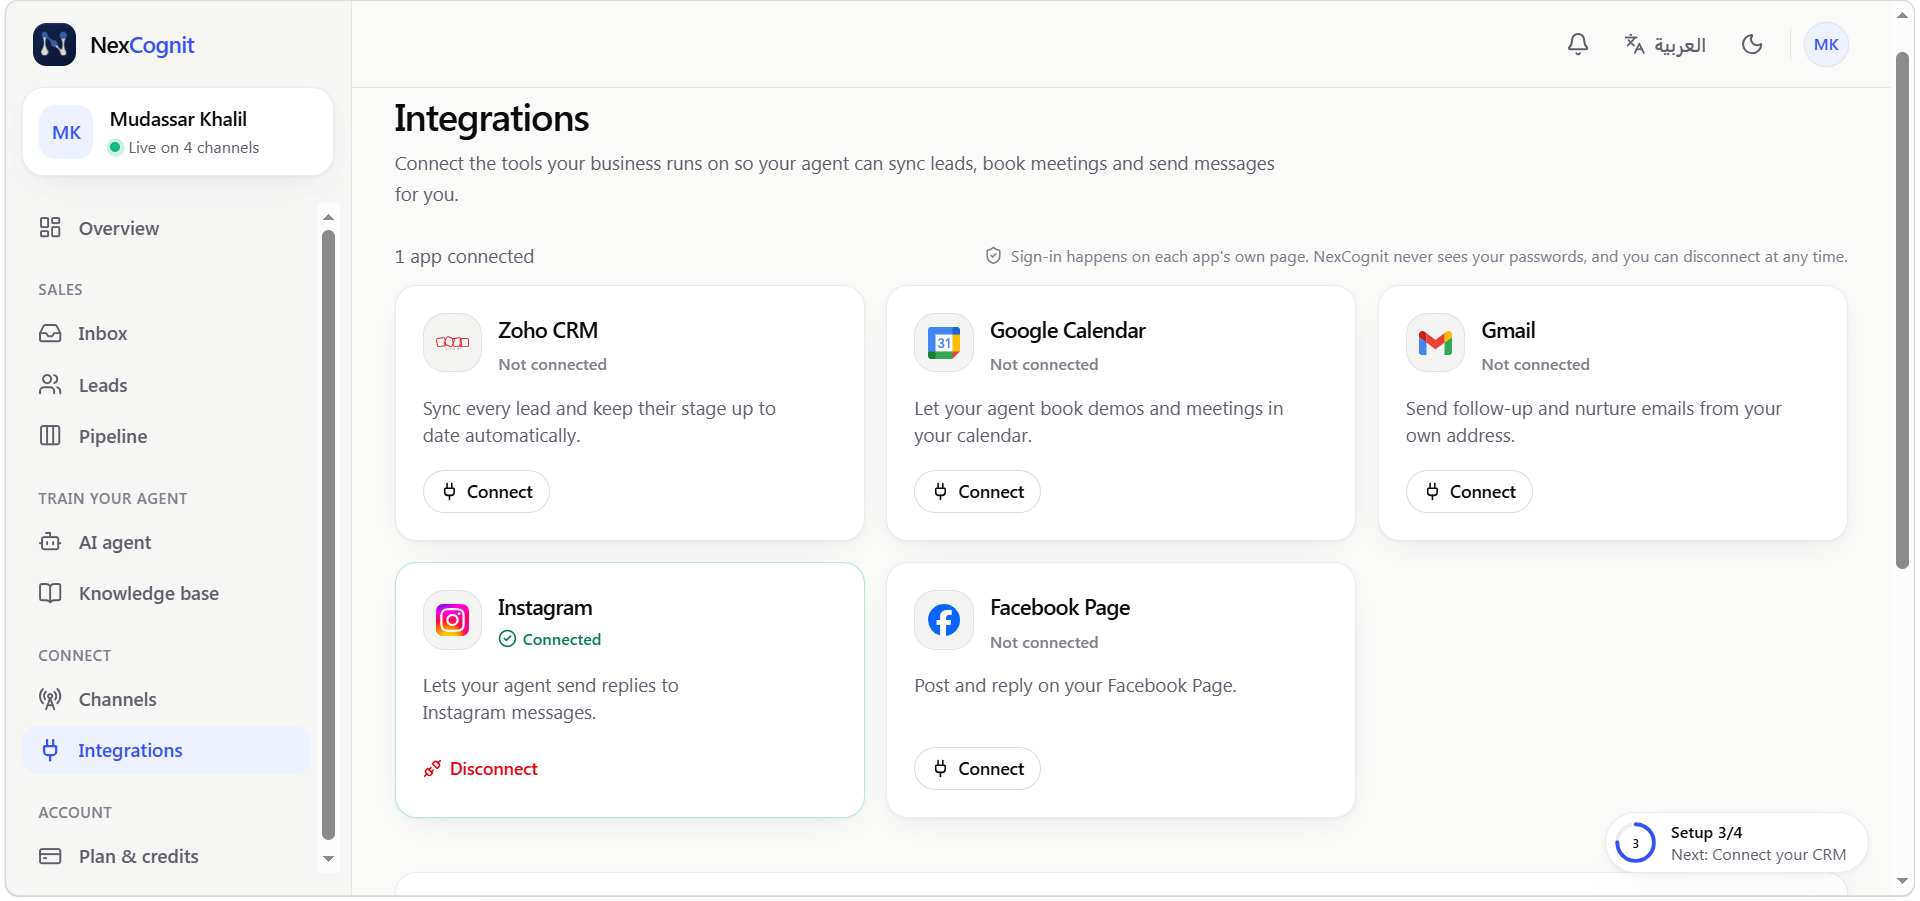 NexCognit
العربية
MK
MK
Mudassar Khalil
Live on 4 channels
Overview
SALES
Inbox
Leads
Pipeline
TRAIN YOUR AGENT
AI agent
Knowledge base
CONNECT
Channels
Integrations
ACCOUNT
Plan & credits
Integrations
Connect the tools your business runs on so your agent can sync leads, book meetings and send messages
for you.
1 app connected
Sign-in happens on each app's own page. NexCognit never sees your passwords, and you can disconnect at any time.
Zoho CRM
Not connected
Sync every lead and keep their stage up to
date automatically.
Connect
31
Google Calendar
Not connected
Let your agent book demos and meetings in
your calendar.
Connect
Gmail
Not connected
Send follow-up and nurture emails from your
own address.
Connect
Instagram
Connected
Lets your agent send replies to
Instagram messages.
Disconnect
Facebook Page
Not connected
Post and reply on your Facebook Page.
Connect
3
Setup 3/4
Next: Connect your CRM